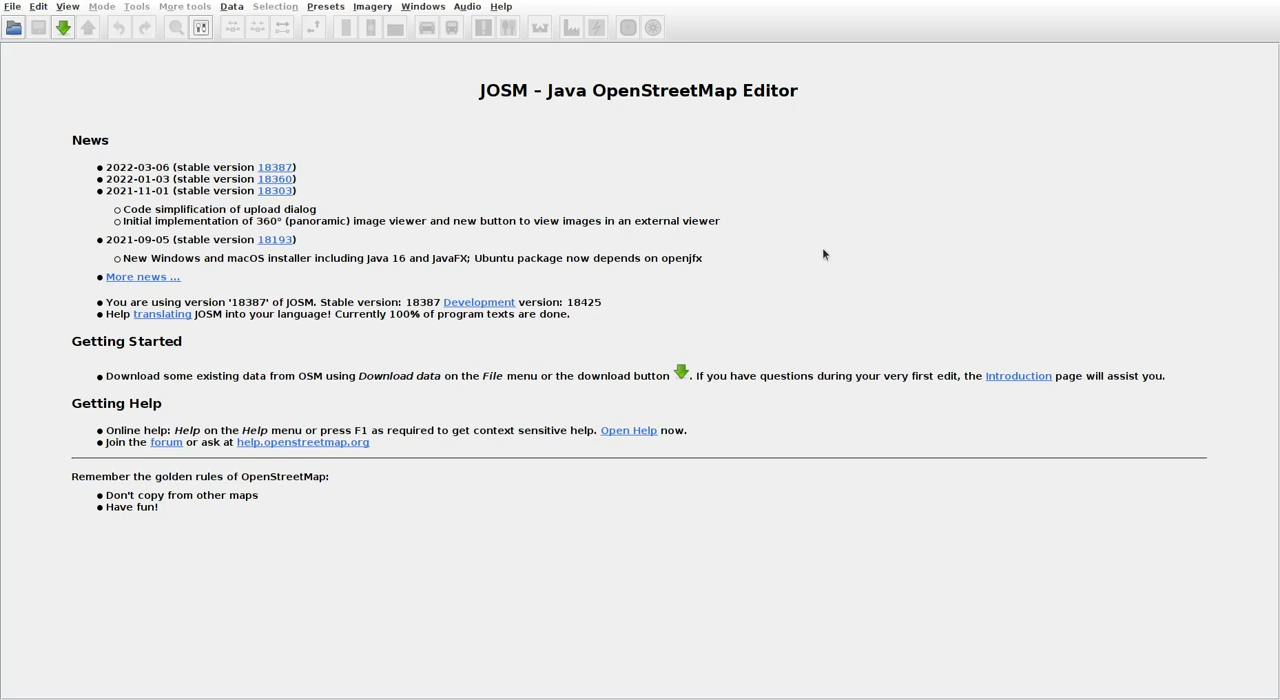 File Edit View Mode Tools More tools Data Selection Presets Imagery Windows Audio Help
JOSM – Java OpenStreetMap Editor
News
● 2022-03-06 (stable version 18387)
● 2022-01-03 (stable version 18360)
● 2021-11-01 (stable version 18303)
○ Code simplification of upload dialog
○ Initial implementation of 360° (panoramic) image viewer and new button to view images in an external viewer
● 2021-09-05 (stable version 18193)
○ New Windows and macOS installer including Java 16 and JavaFX; Ubuntu package now depends on openjfx
● More news ...
● You are using version '18387' of JOSM. Stable version: 18387 Development version: 18425
● Help translating JOSM into your language! Currently 100% of program texts are done.
Getting Started
● Download some existing data from OSM using Download data on the File menu or the download button . If you have questions during your very first edit, the Introduction page will assist you.
Getting Help
● Online help: Help on the Help menu or press F1 as required to get context sensitive help. Open Help now.
● Join the forum or ask at help.openstreetmap.org
Remember the golden rules of OpenStreetMap:
● Don't copy from other maps
● Have fun!